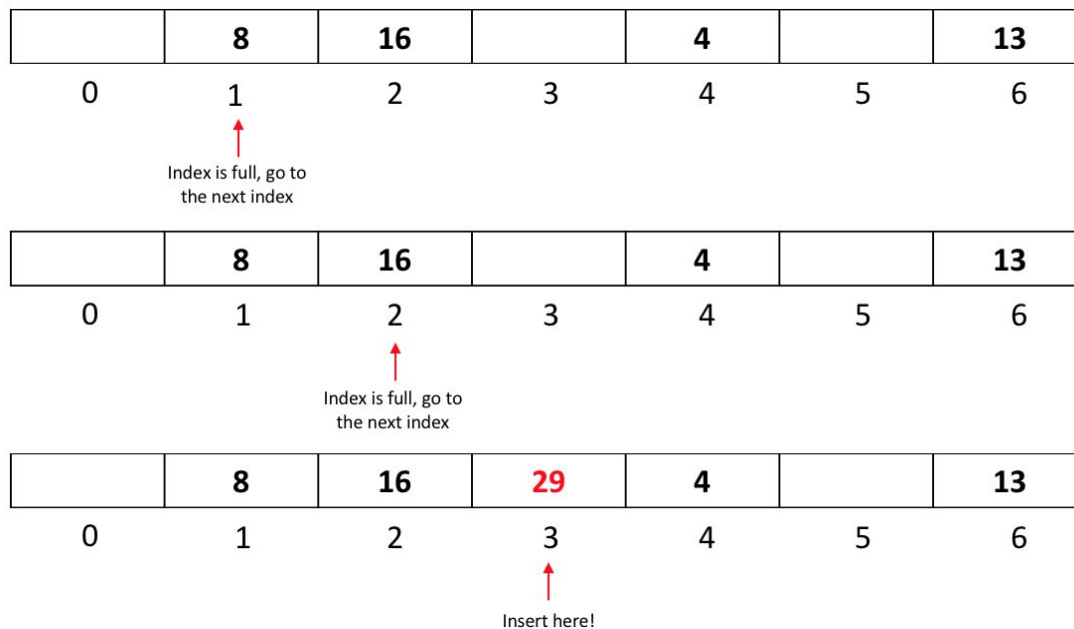 8 16 4 13
0 1 2 3 4 5 6
Index is full, go to
the next index
8 16 4 13
0 1 2 3 4 5 6
Index is full, go to
the next index
8 16 29 4 13
0 1 2 3 4 5 6
Insert here!